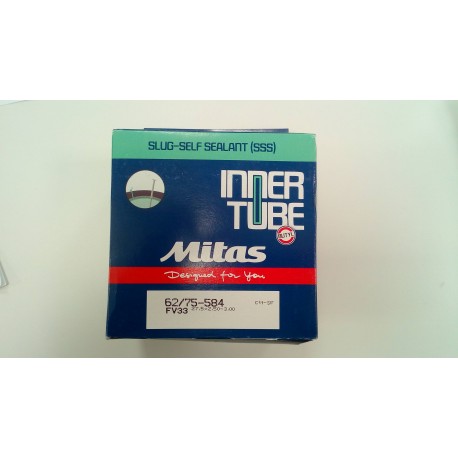 SLUG-SELF SEALANT (SSS)
INNER
TUBE
BUTYL
Mitas
Designed for You
62/75-584
FV33 27.5×2.50-3.00